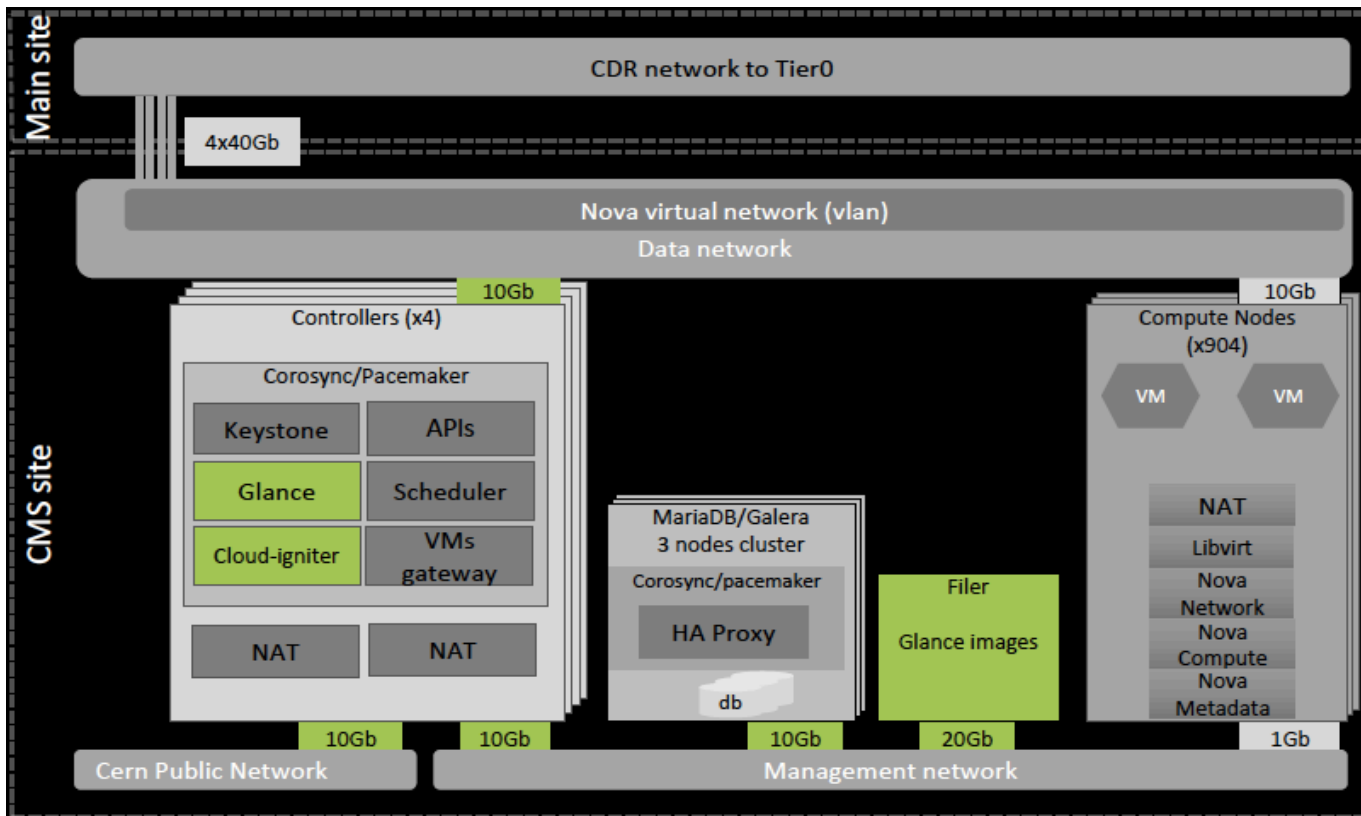 Main site
CDR network to Tier0
4x40Gb
CMS site
Nova virtual network (vlan)
Data network
10Gb
Controllers (x4)
Corosync/Pacemaker
Keystone
APIs
Glance
Scheduler
Cloud-igniter
VMs
gateway
NAT
NAT
MariaDB/Galera
3 nodes cluster
Corosync/pacemaker
HA Proxy
db
Filer
Glance images
10Gb
Compute Nodes
(x904)
VM
VM
NAT
Libvirt
Nova
Network
Nova
Compute
Nova
Metadata
10Gb
10Gb
10Gb
20Gb
1Gb
Cern Public Network
Management network